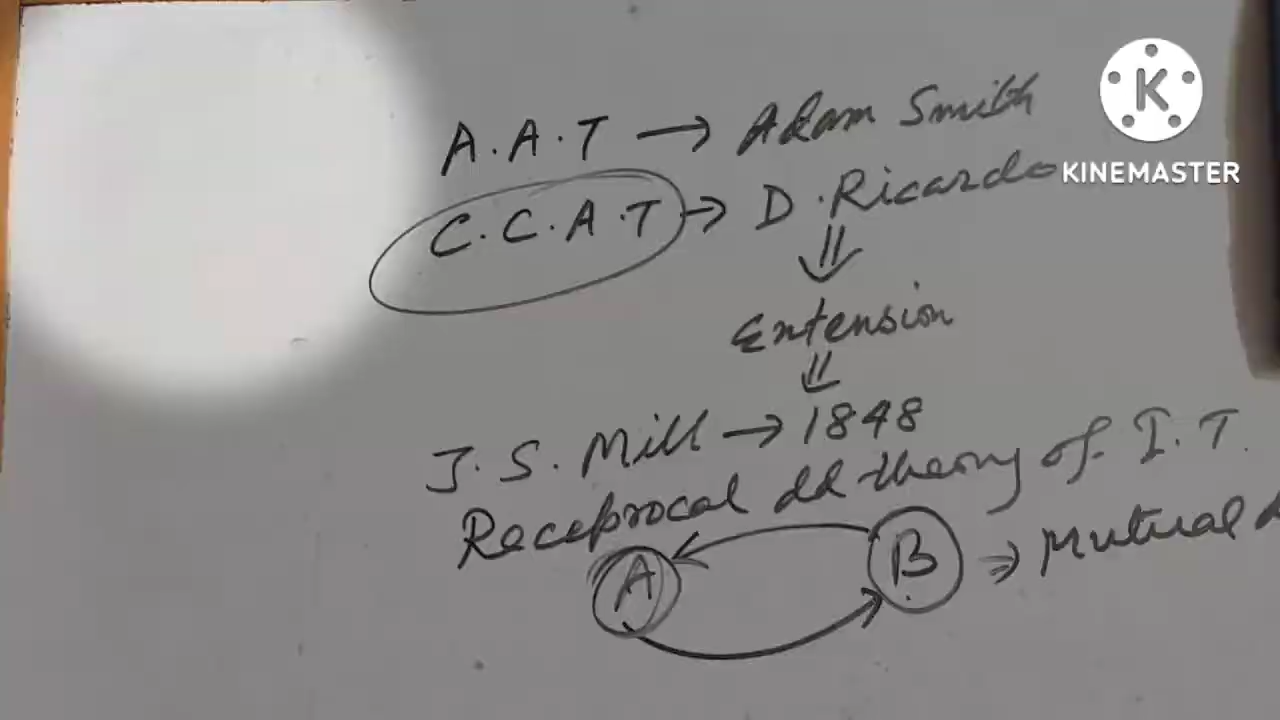 A.A.T → Adam Smith
C.C.A.T → D.Ricardo
⇓
Extension
⇓
J.S. Mill → 1848
Reciprocal dd theory of I.T.
A B ⇒ Mutual
K
KINEMASTER